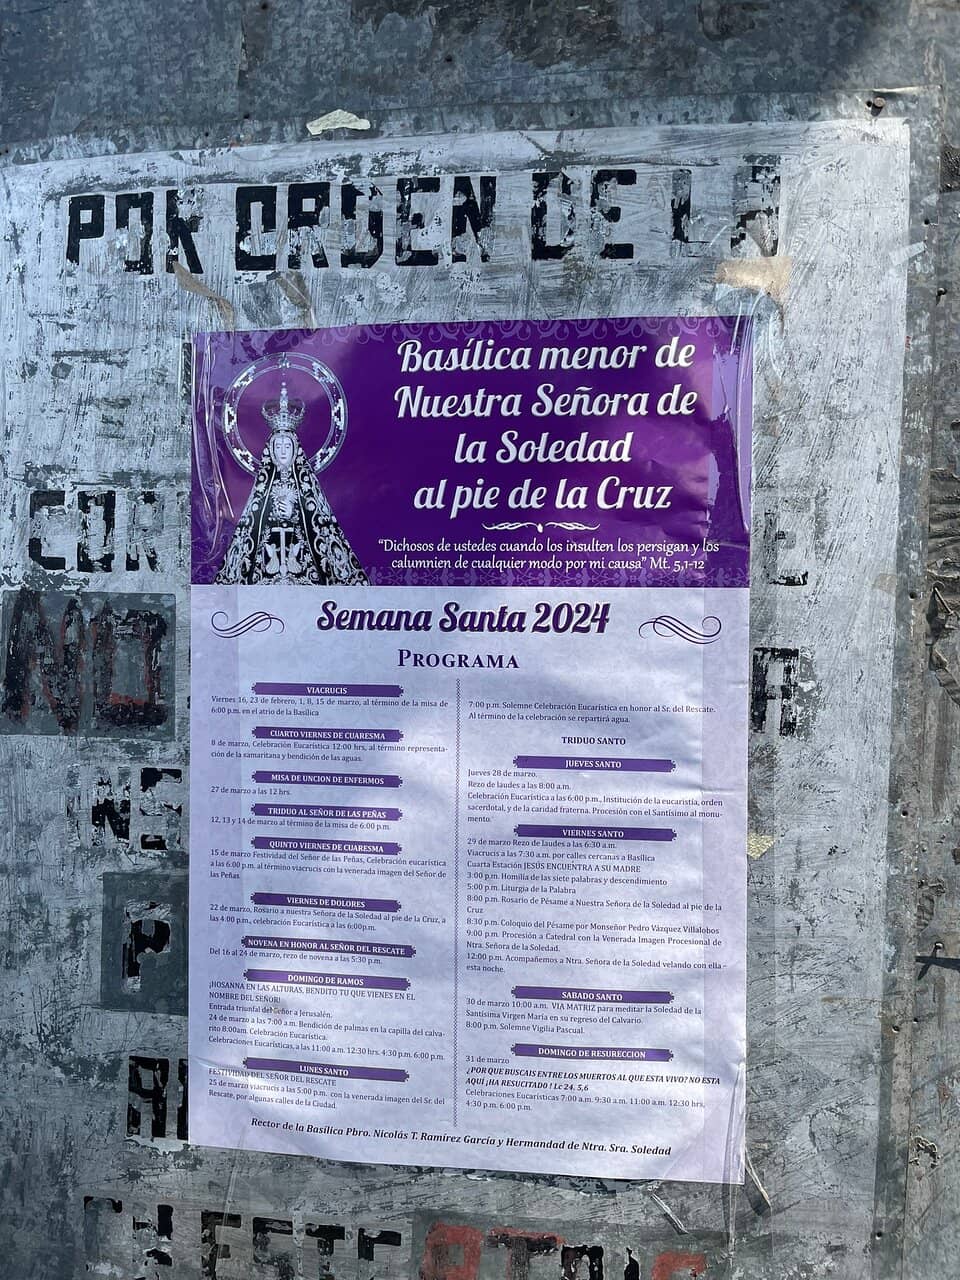 POR ORDEN DE LA
Basílica menor de
Nuestra Señora de
la Soledad
al pie de la Cruz
"Dichosos de ustedes cuando los insulten los persigan y los
calumnien de cualquier modo por mi causa" Mt. 5,1-12
Semana Santa 2024
PROGRAMA
VIACRUCIS
Viernes 16, 23 de febrero, 1, 8, 15 de marzo, al término de la misa de
6:00 p.m. en el atrio de la Basílica
CUARTO VIERNES DE CUARESMA
8 de marzo, Celebración Eucarística 12:00 hrs, al término representa-
ción de la samaritana y bendición de las aguas.
MISA DE UNCION DE ENFERMOS
27 de marzo a las 12 hrs.
TRIDUO AL SEÑOR DE LAS PEÑAS
12, 13 y 14 de marzo al término de la misa de 6:00 p.m.
QUINTO VIERNES DE CUARESMA
15 de marzo Festividad del Señor de las Peñas, Celebración eucarística
a las 6:00 p.m. al término viacrucis con la venerada imagen del Señor de
las Peñas.
VIERNES DE DOLORES
22 de marzo, Rosario a nuestra Señora de la Soledad al pie de la Cruz, a
las 4:00 p.m., celebración Eucarística a las 6:00p.m.
NOVENA EN HONOR AL SEÑOR DEL RESCATE
Del 16 al 24 de marzo, rezo de novena a las 5:30 p.m.
DOMINGO DE RAMOS
¡HOSANNA EN LAS ALTURAS, BENDITO TU QUE VIENES EN EL
NOMBRE DEL SEÑOR!
Entrada triunfal del Señor a Jerusalén.
24 de marzo a las 7:00 a.m. Bendición de palmas en la capilla del calva-
rito 8:00am. Celebración Eucarística.
Celebraciones Eucarísticas, a las 11:00 a.m. 12:30 hrs. 4:30 p.m. 6:00 p.m.
LUNES SANTO
FESTIVIDAD DEL SEÑOR DEL RESCATE
25 de marzo viacrucis a las 5:00 p.m. con la venerada imagen del Sr. del
Rescate, por algunas calles de la Ciudad.
7:00 p.m. Solemne Celebración Eucarística en honor al Sr. del Rescate.
Al término de la celebración se repartirá agua.
TRIDUO SANTO
JUEVES SANTO
Jueves 28 de marzo.
Rezo de laudes a las 8:00 a.m.
Celebración Eucarística a las 6:00 p.m., Institución de la eucaristía, orden
sacerdotal, y de la caridad fraterna. Procesión con el Santísimo al monu-
mento.
VIERNES SANTO
29 de marzo Rezo de laudes a las 6:30 a.m.
Viacrucis a las 7:30 a.m. por calles cercanas a Basílica
Cuarta Estación JESÚS ENCUENTRA A SU MADRE
3:00 p.m. Homilía de las siete palabras y descendimiento
5:00 p.m. Liturgia de la Palabra
8:00 p.m. Rosario de Pésame a Nuestra Señora de la Soledad al pie de la
Cruz
8:30 p.m. Coloquio del Pésame por Monseñor Pedro Vázquez Villalobos
9:00 p.m. Procesión a Catedral con la Venerada Imagen Procesional de
Ntra. Señora de la Soledad.
12:00 p.m. Acompañemos a Ntra. Señora de la Soledad velando con ella -
esta noche.
SABADO SANTO
30 de marzo 10:00 a.m. VIA MATRIZ para meditar la Soledad de la
Santísima Virgen María en su regreso del Calvario.
8:00 p.m. Solemne Vigilia Pascual.
DOMINGO DE RESURECCION
31 de marzo
¿POR QUE BUSCAIS ENTRE LOS MUERTOS AL QUE ESTA VIVO? NO ESTA
AQUÍ ¡HA RESUCITADO ! Lc 24. 5,6
Celebraciones Eucarísticas 7:00 a.m. 9:30 a.m. 11:00 a.m. 12:30 hrs,
4:30 p.m. 6:00 p.m.
Rector de la Basílica Pbro. Nicolás T. Ramírez García y Hermandad de Ntra. Sra. Soledad